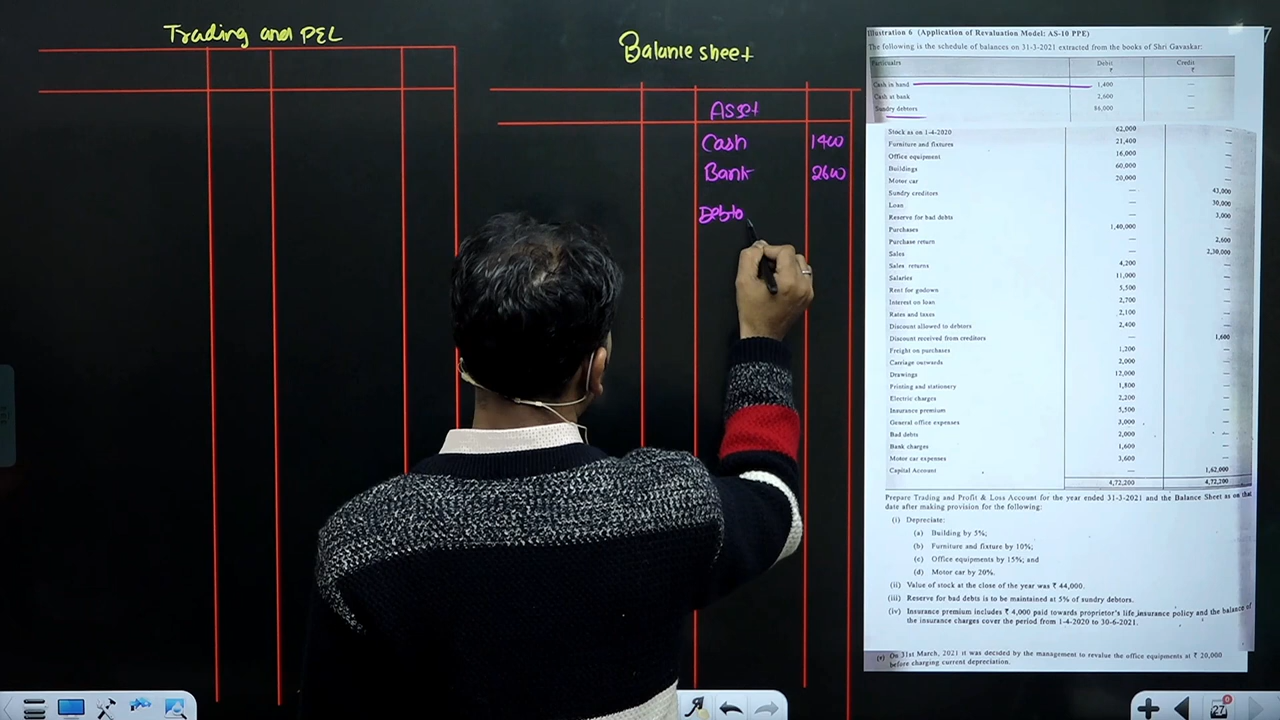 Trading and P&L
Balance sheet
Asset
Cash 1400
Bank 2600
Debto
Illustration 6 (Application of Revaluation Model: AS-10 PPE)
The following is the schedule of balances on 31-3-2021 extracted from the books of Shri Gavaskar:
Particulars Debit Credit
₹ ₹
Cash in hand 1,400 —
Cash at bank 2,600 —
Sundry debtors 86,000 —
Stock as on 1-4-2020 62,000 —
Furniture and fixtures 21,400 —
Office equipment 16,000 —
Buildings 60,000 —
Motor car 20,000 —
Sundry creditors — 43,000
Loan — 30,000
Reserve for bad debts — 3,000
Purchases 1,40,000 —
Purchase return — 2,600
Sales — 2,30,000
Sales returns 4,200 —
Salaries 11,000 —
Rent for godown 5,500 —
Interest on loan 2,700 —
Rates and taxes 2,100 —
Discount allowed to debtors 2,400 —
Discount received from creditors — 1,600
Freight on purchases 1,200 —
Carriage outwards 2,000 —
Drawings 12,000 —
Printing and stationery 1,800 —
Electric charges 2,200 —
Insurance premium 5,500 —
General office expenses 3,000 —
Bad debts 2,000 —
Bank charges 1,600 —
Motor car expenses 3,600 —
Capital Account — 1,62,000
4,72,200 4,72,200
Prepare Trading and Profit & Loss Account for the year ended 31-3-2021 and the Balance Sheet as on that
date after making provision for the following:
(i) Depreciate:
(a) Building by 5%;
(b) Furniture and fixture by 10%;
(c) Office equipments by 15%; and
(d) Motor car by 20%.
(ii) Value of stock at the close of the year was ₹ 44,000.
(iii) Reserve for bad debts is to be maintained at 5% of sundry debtors.
(iv) Insurance premium includes ₹ 4,000 paid towards proprietor's life insurance policy and the balance of
the insurance charges cover the period from 1-4-2020 to 30-6-2021.
(v) On 31st March, 2021 it was decided by the management to revalue the office equipments at ₹ 20,000
before charging current depreciation.
7
27